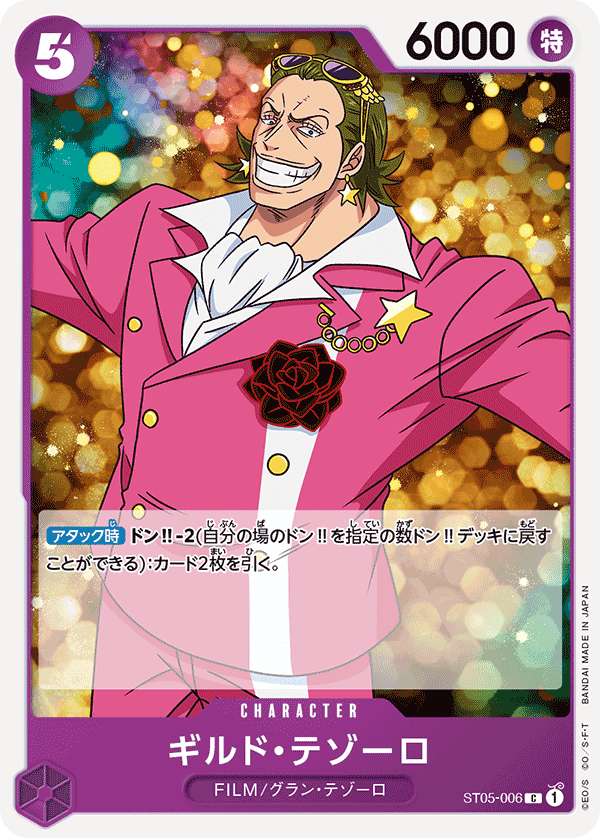 5
6000 特
アタック時 ドン!!-2(自分の場のドン!!を指定の数ドン!!デッキに戻す
ことができる):カード2枚を引く。
CHARACTER
ギルド・テゾーロ
FILM/グラン・テゾーロ
ST05-006 C 1
©E.O/S ©O/S・F・T BANDAI MADE IN JAPAN